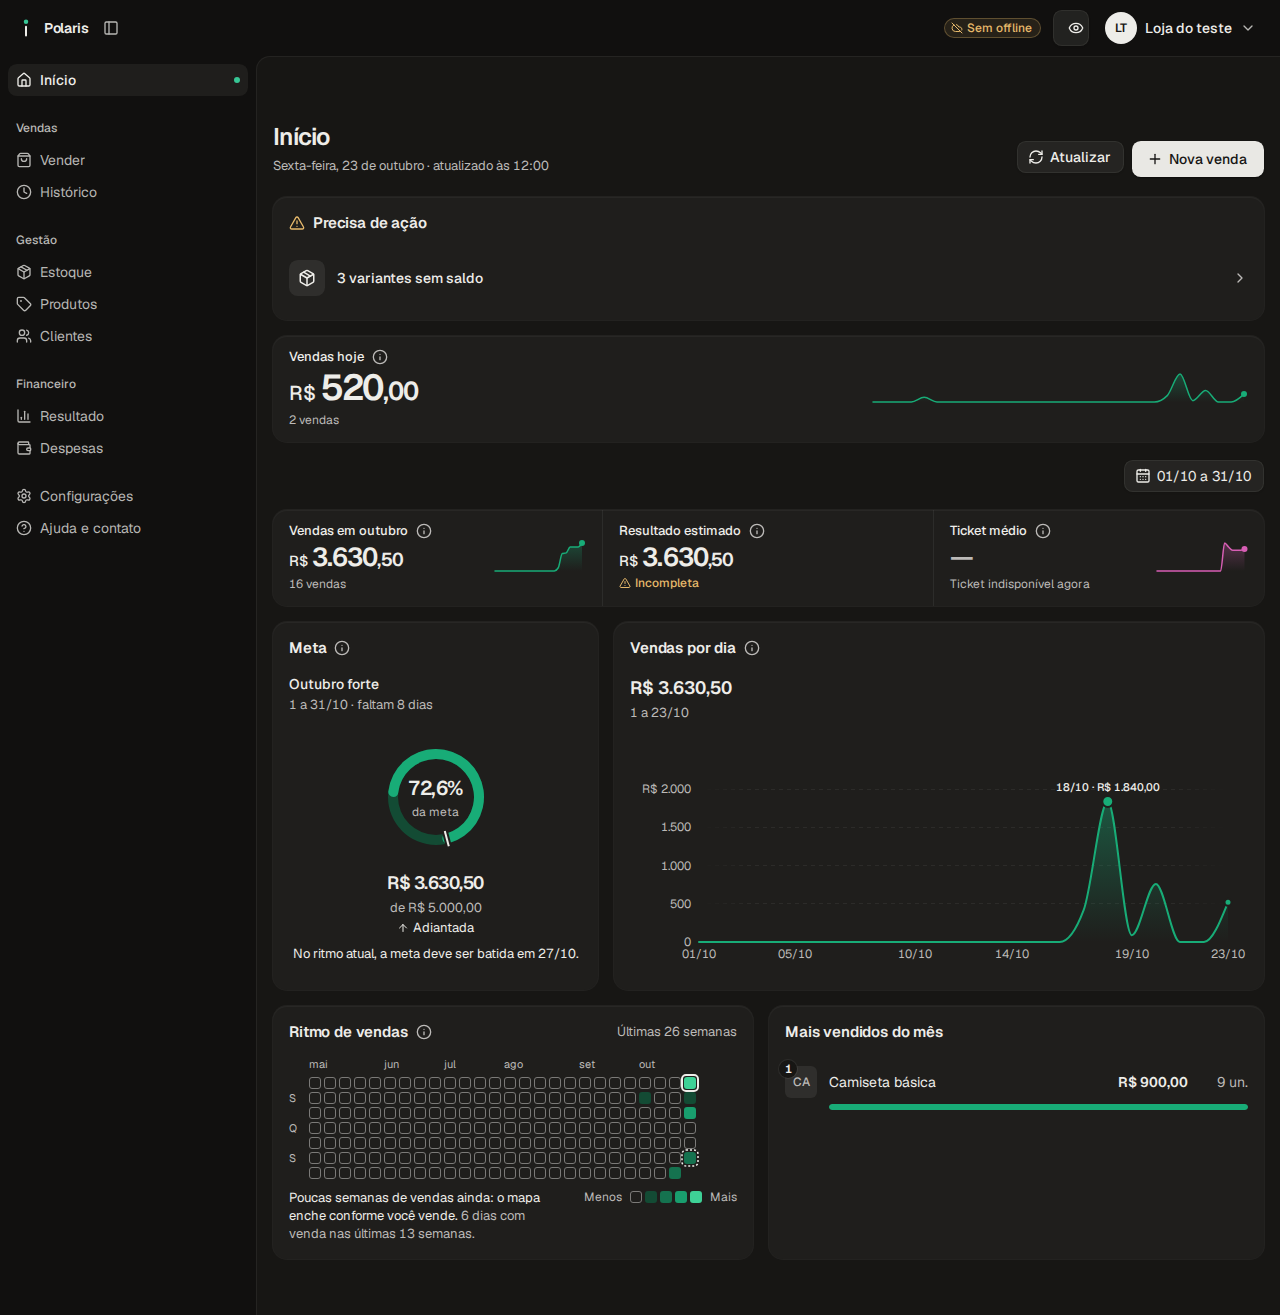 Polaris
Sem offline
LT
Loja do teste
Início
Vendas
Vender
Histórico
Gestão
Estoque
Produtos
Clientes
Financeiro
Resultado
Despesas
Configurações
Ajuda e contato
Início
Sexta-feira, 23 de outubro · atualizado às 12:00
Atualizar
Nova venda
Precisa de ação
3 variantes sem saldo
Vendas hoje
R$ 520,00
2 vendas
01/10 a 31/10
Vendas em outubro
R$ 3.630,50
16 vendas
Resultado estimado
R$ 3.630,50
Incompleta
Ticket médio
—
Ticket indisponível agora
Meta
Outubro forte
1 a 31/10 · faltam 8 dias
72,6%
da meta
R$ 3.630,50
de R$ 5.000,00
Adiantada
No ritmo atual, a meta deve ser batida em 27/10.
Vendas por dia
R$ 3.630,50
1 a 23/10
18/10 · R$ 1.840,00
R$ 2.000
1.500
1.000
500
0
01/10 05/10 10/10 14/10 19/10 23/10
Ritmo de vendas
Últimas 26 semanas
mai jun jul ago set out
S
Q
S
Poucas semanas de vendas ainda: o mapa
enche conforme você vende. 6 dias com
venda nas últimas 13 semanas.
Menos
Mais
Mais vendidos do mês
1
CA
Camiseta básica
R$ 900,00
9 un.